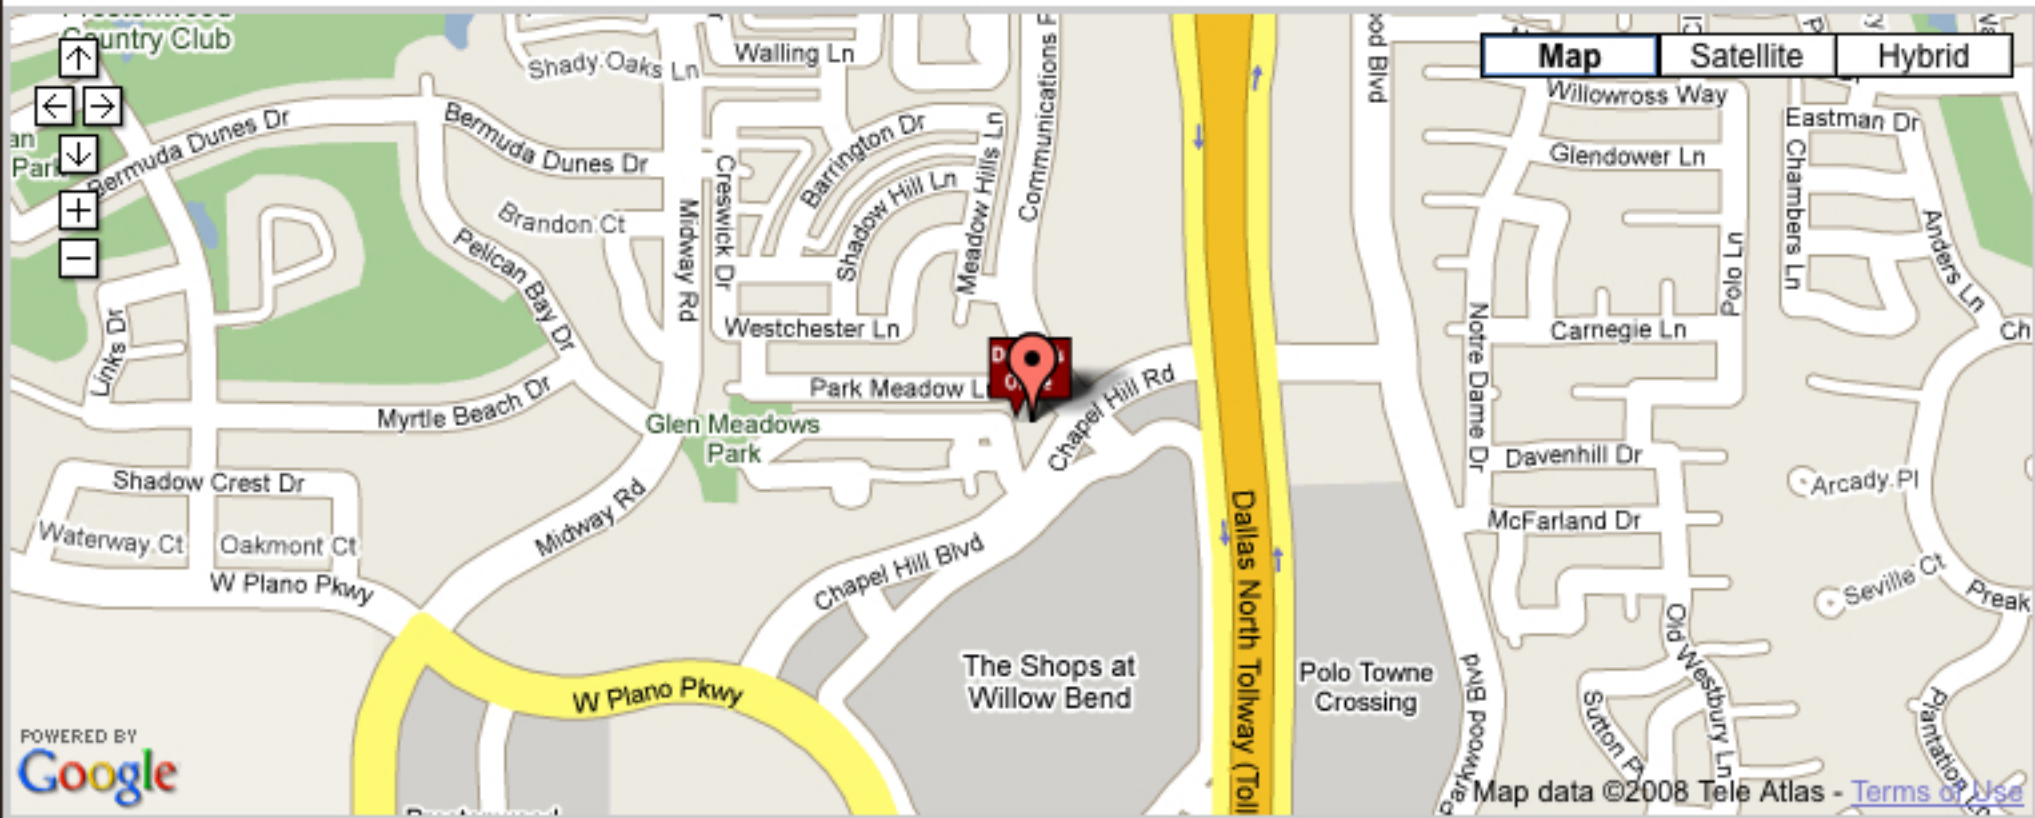 Country Club
Shady Oaks Ln
Walling Ln
Communications
Map
Satellite
Hybrid
Blvd
Willowross Way
Eastman Dr
Bermuda Dunes Dr
Bermuda Dunes Dr
Barrington Dr
Glendower Ln
Park
Creswick Dr
Shadow Hill Ln
Meadow Hills Ln
Chambers Ln
Brandon Ct
Midway Rd
Pelican Bay Dr
Polo Ln
Anders Ln
Links Dr
Westchester Ln
Carnegie Ln
Notre Dame Dr
Park Meadow
Chapel Hill Rd
Myrtle Beach Dr
Glen Meadows
Park
Davenhill Dr
Shadow Crest Dr
Arcady Pl
McFarland Dr
Midway Rd
Waterway Ct
Oakmont Ct
Chapel Hill Blvd
W Plano Pkwy
Seville Ct
Preak
Dallas North Tollway (Toll
Old Westbury Ln
The Shops at
Willow Bend
Polo Towne
Crossing
W Plano Pkwy
Parkwood Blvd
Sutton
Plantation Ln
POWERED BY
Google
Map data ©2008 Tele Atlas - Terms of Use